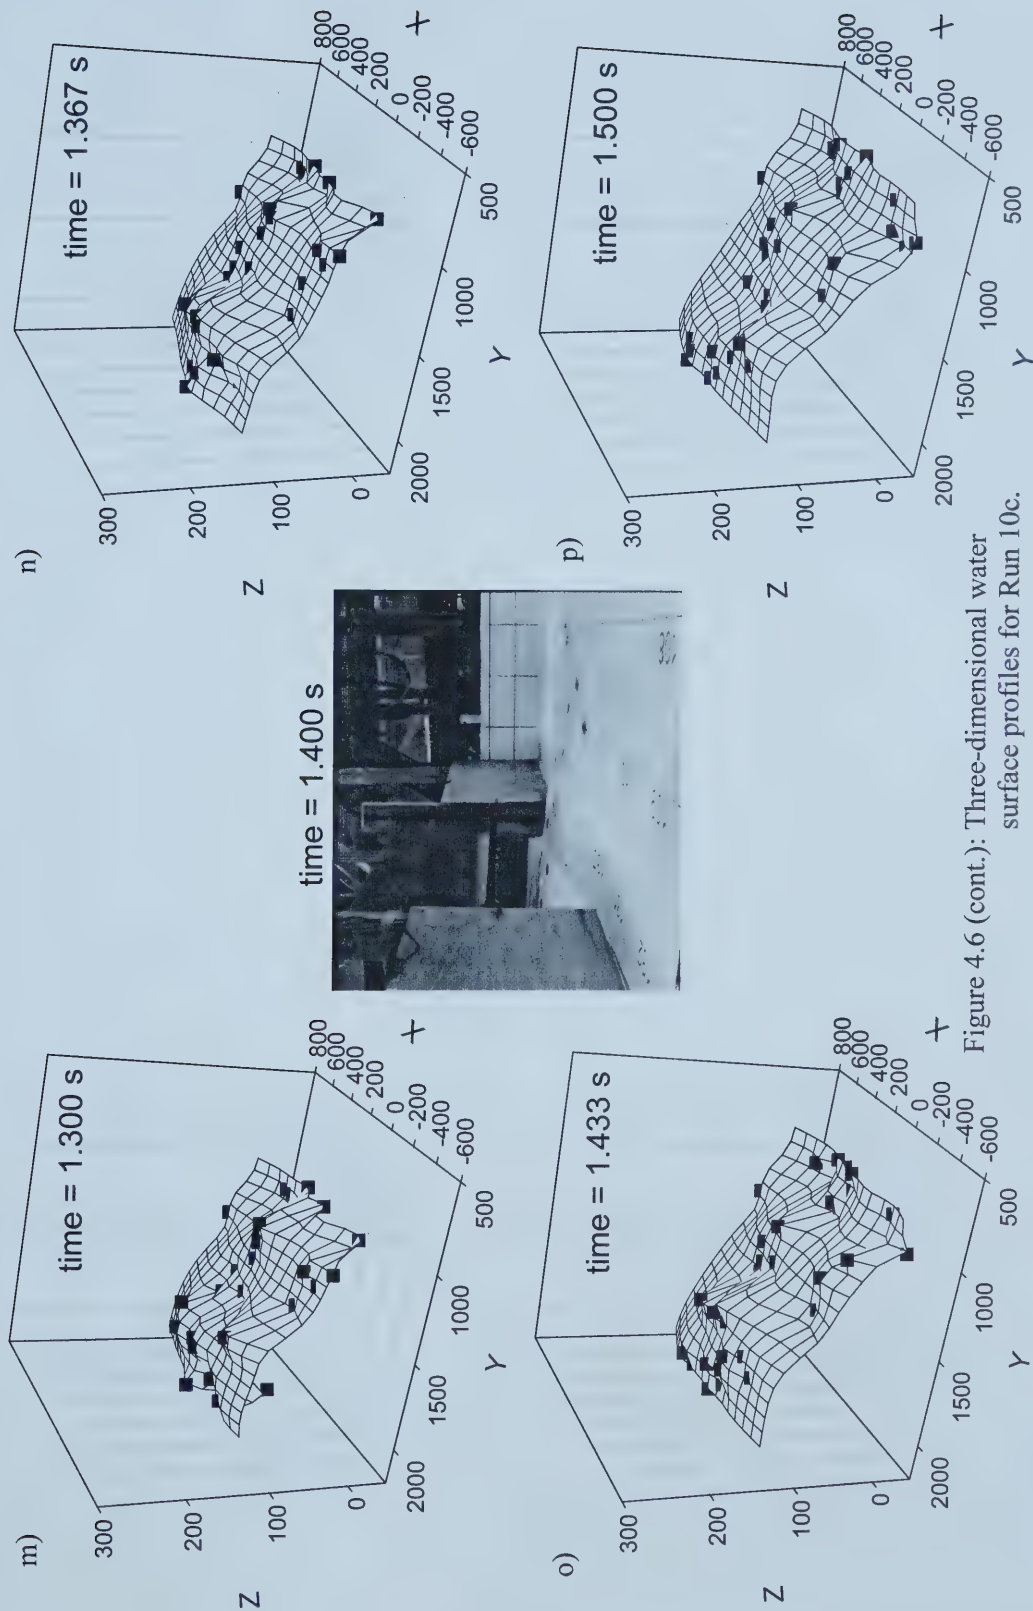 m)
time = 1.300 s
Z
300
200
100
0
2000
1500
1000
500
Y
800
600
400
200
0
-200
-400
-600
X
n)
time = 1.367 s
Z
300
200
100
0
2000
1500
1000
500
Y
800
600
400
200
0
-200
-400
-600
X
time = 1.400 s
o)
time = 1.433 s
Z
300
200
100
0
2000
1500
1000
500
Y
800
600
400
200
0
-200
-400
-600
X
p)
time = 1.500 s
Z
300
200
100
0
2000
1500
1000
500
Y
800
600
400
200
0
-200
-400
-600
X
Figure 4.6 (cont.): Three-dimensional water
surface profiles for Run 10c.